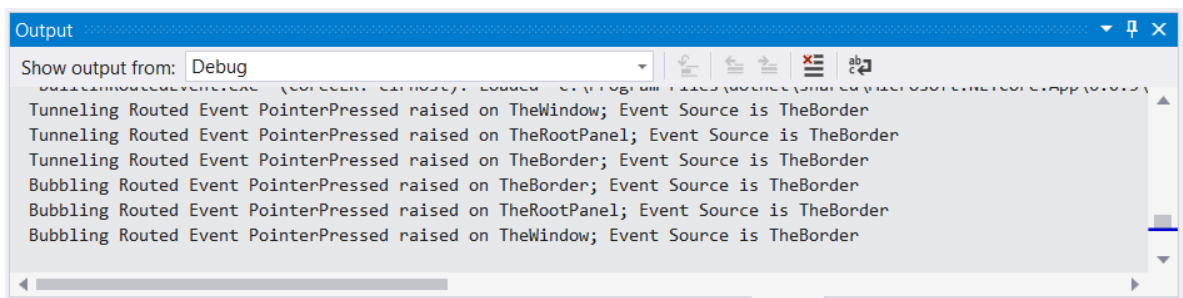 Output
Show output from: Debug
Tunneling Routed Event PointerPressed raised on TheWindow; Event Source is TheBorder
Tunneling Routed Event PointerPressed raised on TheRootPanel; Event Source is TheBorder
Tunneling Routed Event PointerPressed raised on TheBorder; Event Source is TheBorder
Bubbling Routed Event PointerPressed raised on TheBorder; Event Source is TheBorder
Bubbling Routed Event PointerPressed raised on TheRootPanel; Event Source is TheBorder
Bubbling Routed Event PointerPressed raised on TheWindow; Event Source is TheBorder